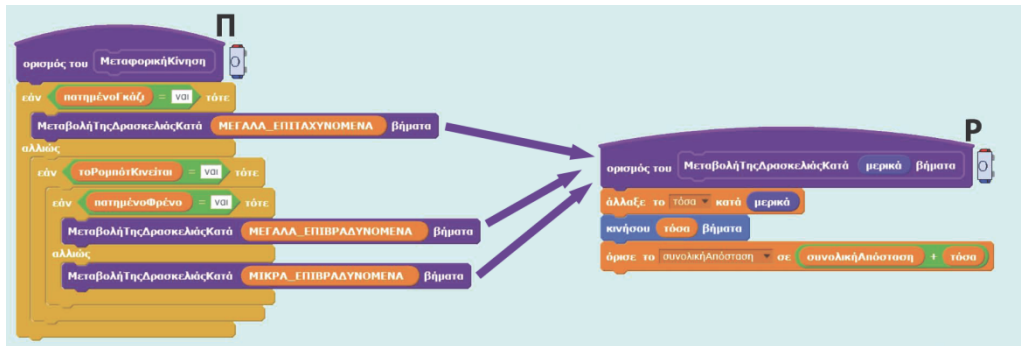 Π
ορισμός του ΜεταφορικήΚίνηση
εάν πατημένοΓκάζι = ναι τότε
ΜεταβολήΤηςΔρασκελιάςΚατά ΜΕΓΑΛΑ_ΕΠΙΤΑΧΥΝΟΜΕΝΑ βήματα
αλλιώς
εάν τοΡομπότΚινείται = ναι τότε
εάν πατημένοΦρένο = ναι τότε
ΜεταβολήΤηςΔρασκελιάςΚατά ΜΕΓΑΛΑ_ΕΠΙΒΡΑΔΥΝΟΜΕΝΑ βήματα
αλλιώς
ΜεταβολήΤηςΔρασκελιάςΚατά ΜΙΚΡΑ_ΕΠΙΒΡΑΔΥΝΟΜΕΝΑ βήματα
Ρ
ορισμός του ΜεταβολήΤηςΔρασκελιάςΚατά μερικά βήματα
άλλαξε το τόσα κατά μερικά
κινήσου τόσα βήματα
όρισε το συνολικήΑπόσταση σε συνολικήΑπόσταση + τόσα